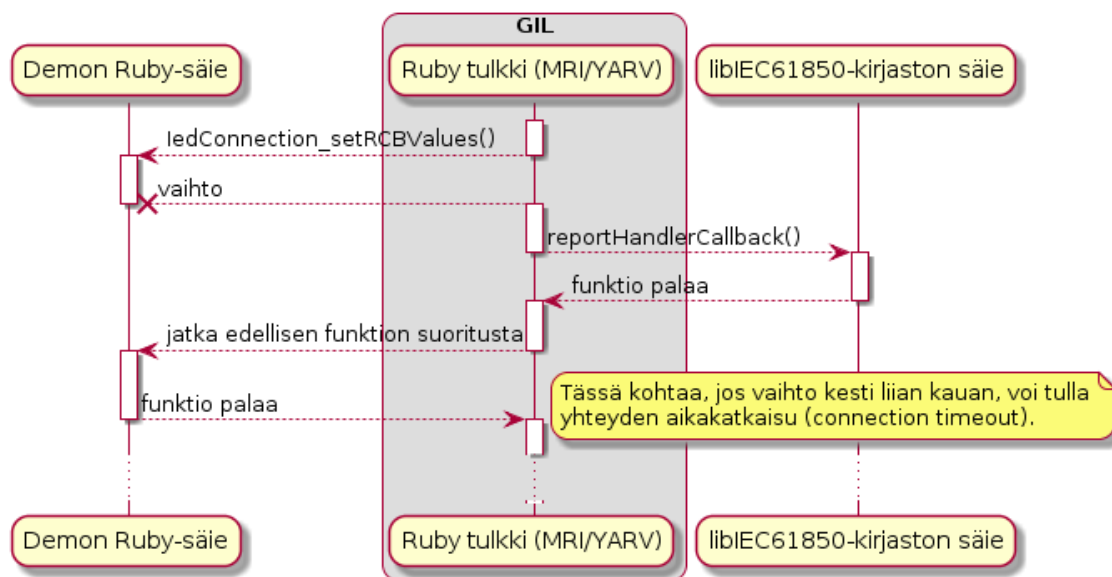 GIL
Demon Ruby-säie
Ruby tulkki (MRI/YARV)
libIEC61850-kirjaston säie
IedConnection_setRCBValues()
vaihto
reportHandlerCallback()
funktio palaa
jatka edellisen funktion suoritusta
Tässä kohtaa, jos vaihto kesti liian kauan, voi tulla
yhteyden aikakatkaisu (connection timeout).
funktio palaa
Demon Ruby-säie
Ruby tulkki (MRI/YARV)
libIEC61850-kirjaston säie